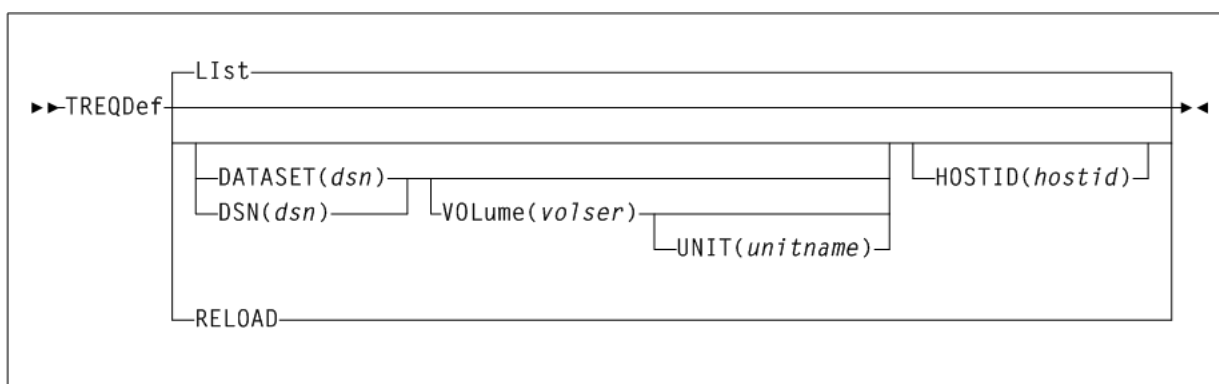 LIst
TREQDef
DATASET(dsn)
HOSTID(hostid)
DSN(dsn)
VOLume(volser)
UNIT(unitname)
RELOAD